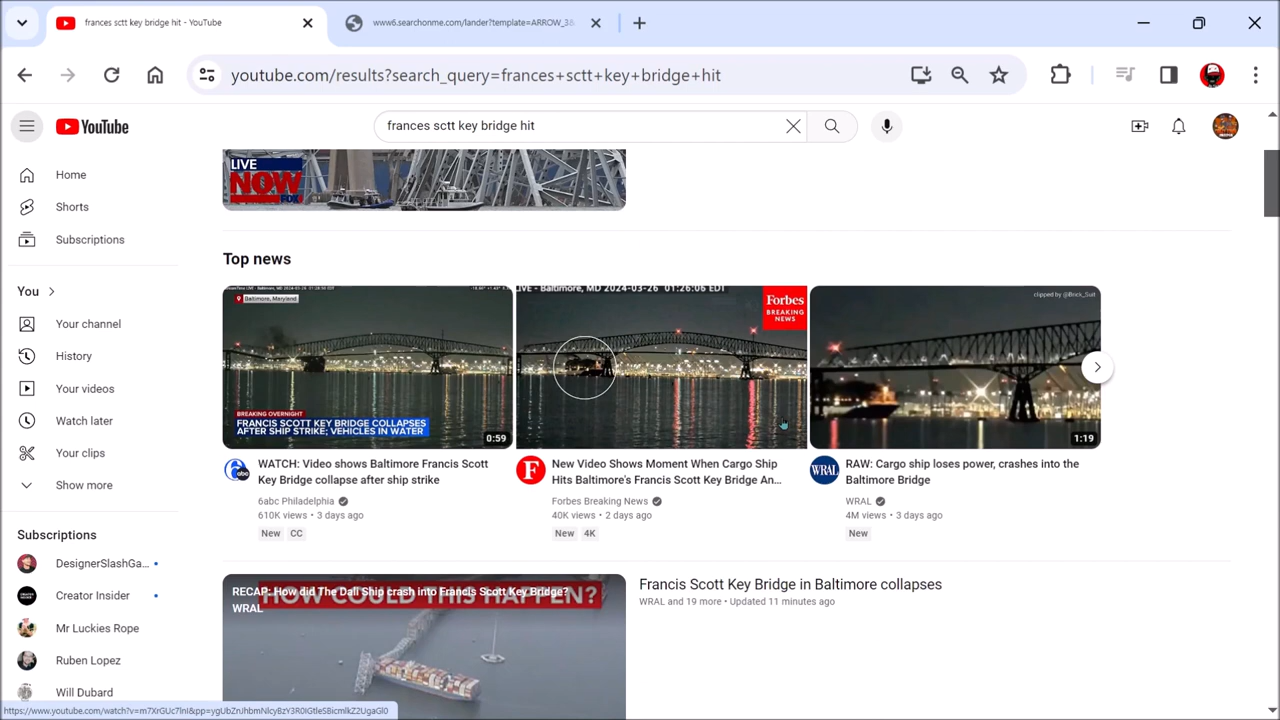 frances sctt key bridge hit - YouTube
www6.searchonme.com/lander?template=ARROW_3&
youtube.com/results?search_query=frances+sctt+key+bridge+hit
YouTube
frances sctt key bridge hit
Home
Shorts
Subscriptions
You
Your channel
History
Your videos
Watch later
Your clips
Show more
Subscriptions
DesignerSlashGa...
Creator Insider
Mr Luckies Rope
Ruben Lopez
Will Dubard
LIVE
NOW
FOX
Top news
Baltimore, Maryland
BREAKING OVERNIGHT
FRANCIS SCOTT KEY BRIDGE COLLAPSES
AFTER SHIP STRIKE; VEHICLES IN WATER
0:59
WATCH: Video shows Baltimore Francis Scott
Key Bridge collapse after ship strike
6abc Philadelphia
610K views • 3 days ago
New CC
LIVE - Baltimore, MD 2024-03-26 01:26:06 EDT
Forbes
BREAKING
NEWS
New Video Shows Moment When Cargo Ship
Hits Baltimore's Francis Scott Key Bridge An...
Forbes Breaking News
40K views • 2 days ago
New 4K
clipped by @Brick_Suit
1:19
WRAL
RAW: Cargo ship loses power, crashes into the
Baltimore Bridge
WRAL
4M views • 3 days ago
New
HOW COULD THIS HAPPEN?
RECAP: How did The Dali Ship crash into Francis Scott Key Bridge?
WRAL
Francis Scott Key Bridge in Baltimore collapses
WRAL and 19 more • Updated 11 minutes ago